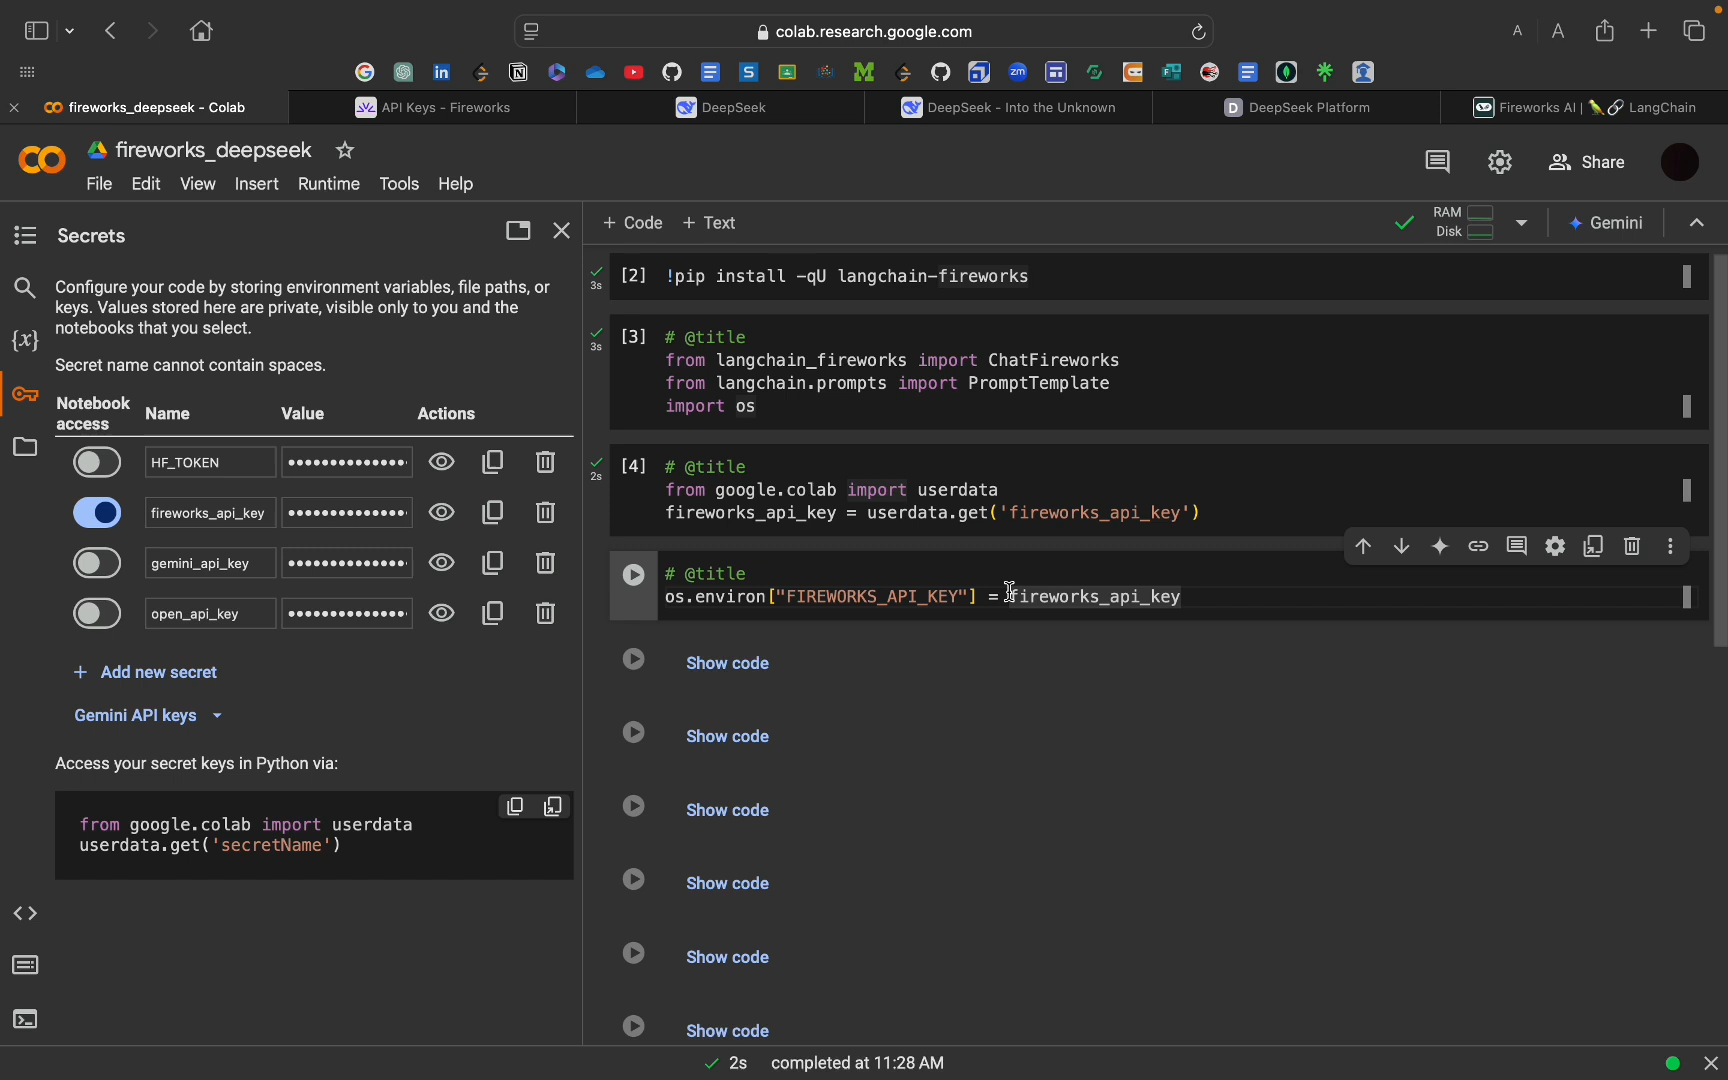 colab.research.google.com
A
A
zm
fireworks_deepseek - Colab
API Keys - Fireworks
DeepSeek
DeepSeek - Into the Unknown
D DeepSeek Platform
Fireworks AI | 🦜🔗 LangChain
fireworks_deepseek
File Edit View Insert Runtime Tools Help
Share
Secrets
Configure your code by storing environment variables, file paths, or
keys. Values stored here are private, visible only to you and the
notebooks that you select.
Secret name cannot contain spaces.
Notebook
access
Name
Value
Actions
HF_TOKEN
fireworks_api_key
gemini_api_key
open_api_key
+ Add new secret
Gemini API keys
Access your secret keys in Python via:
from google.colab import userdata
userdata.get('secretName')
+ Code + Text
RAM
Disk
Gemini
3s
[2] !pip install -qU langchain-fireworks
3s
[3] # @title
from langchain_fireworks import ChatFireworks
from langchain.prompts import PromptTemplate
import os
2s
[4] # @title
from google.colab import userdata
fireworks_api_key = userdata.get('fireworks_api_key')
# @title
os.environ["FIREWORKS_API_KEY"] = fireworks_api_key
Show code
Show code
Show code
Show code
Show code
Show code
2s completed at 11:28 AM